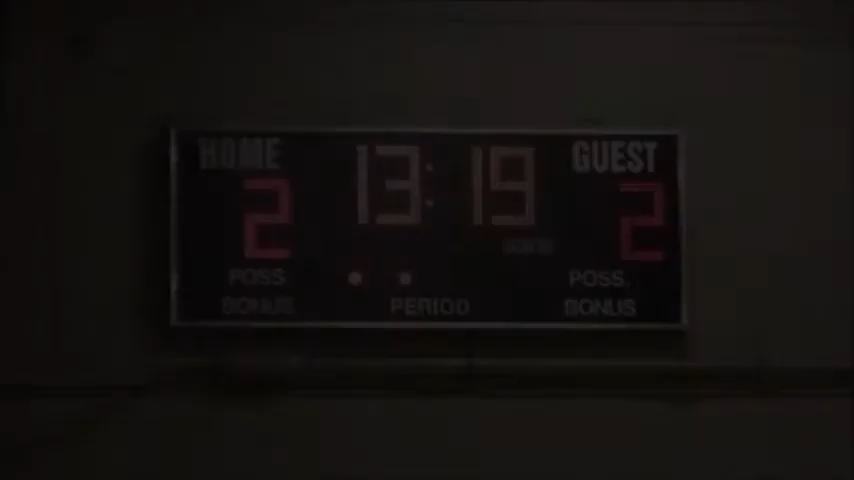 HOME 13:19 GUEST
2 2
POSS. POSS.
BONUS PERIOD BONUS